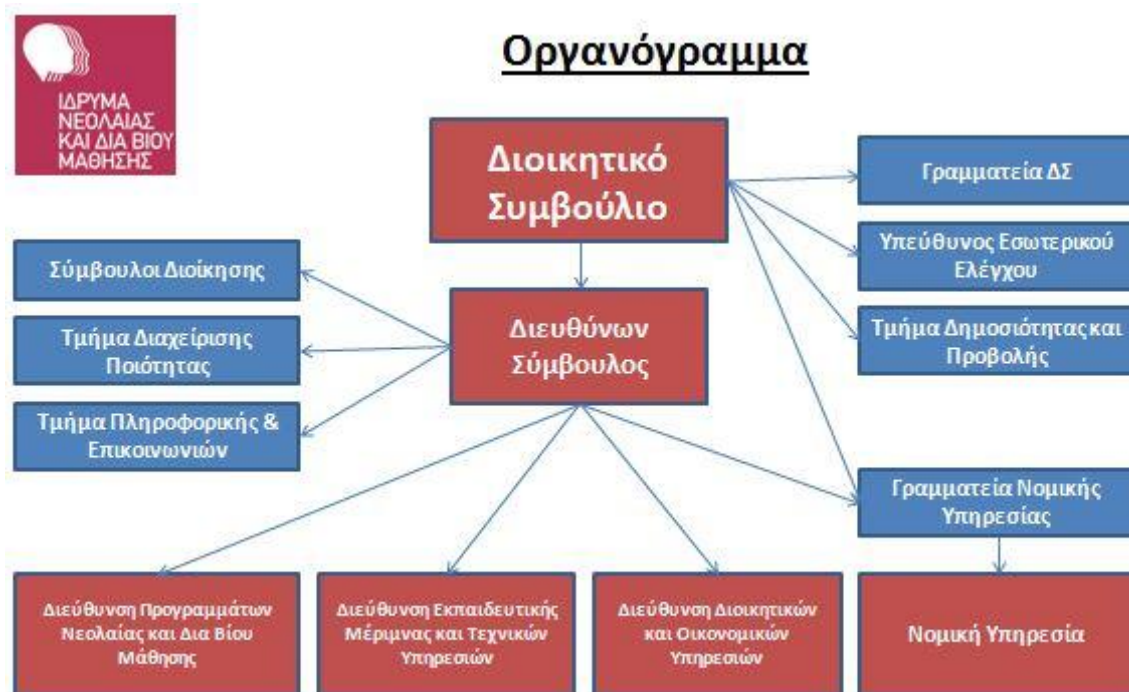 ΙΔΡΥΜΑ
ΝΕΟΛΑΙΑΣ
ΚΑΙ ΔΙΑ ΒΙΟΥ
ΜΑΘΗΣΗΣ
Οργανόγραμμα
Διοικητικό
Συμβούλιο
Γραμματεία ΔΣ
Υπεύθυνος Εσωτερικού
Ελέγχου
Τμήμα Δημοσιότητας και
Προβολής
Σύμβουλοι Διοίκησης
Τμήμα Διαχείρισης
Ποιότητας
Τμήμα Πληροφορικής &
Επικοινωνιών
Διευθύνων
Σύμβουλος
Γραμματεία Νομικής
Υπηρεσίας
Διεύθυνση Προγραμμάτων
Νεολαίας και Δια Βίου
Μάθησης
Διεύθυνση Εκπαιδευτικής
Μέριμνας και Τεχνικών
Υπηρεσιών
Διεύθυνση Διοικητικών
και Οικονομικών
Υπηρεσιών
Νομική Υπηρεσία